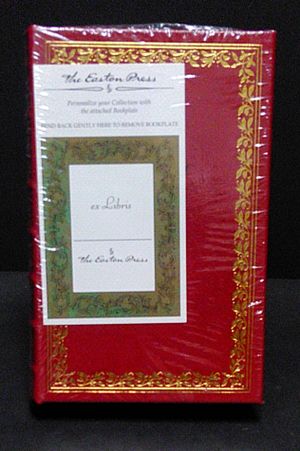 The Easton Press
Personalize your Collection with
the attached Bookplate
BEND BACK GENTLY HERE TO REMOVE BOOKPLATE
ex Libris
The Easton Press